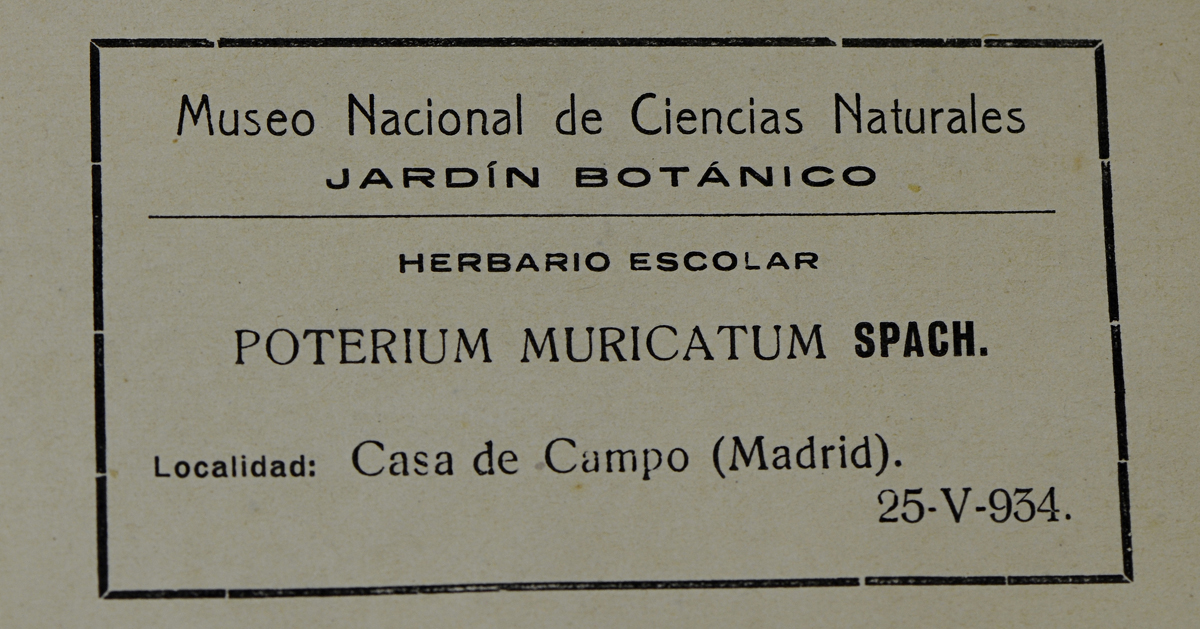 Museo Nacional de Ciencias Naturales
JARDÍN BOTÁNICO
HERBARIO ESCOLAR
POTERIUM MURICATUM SPACH.
Localidad: Casa de Campo (Madrid).
25-V-934.